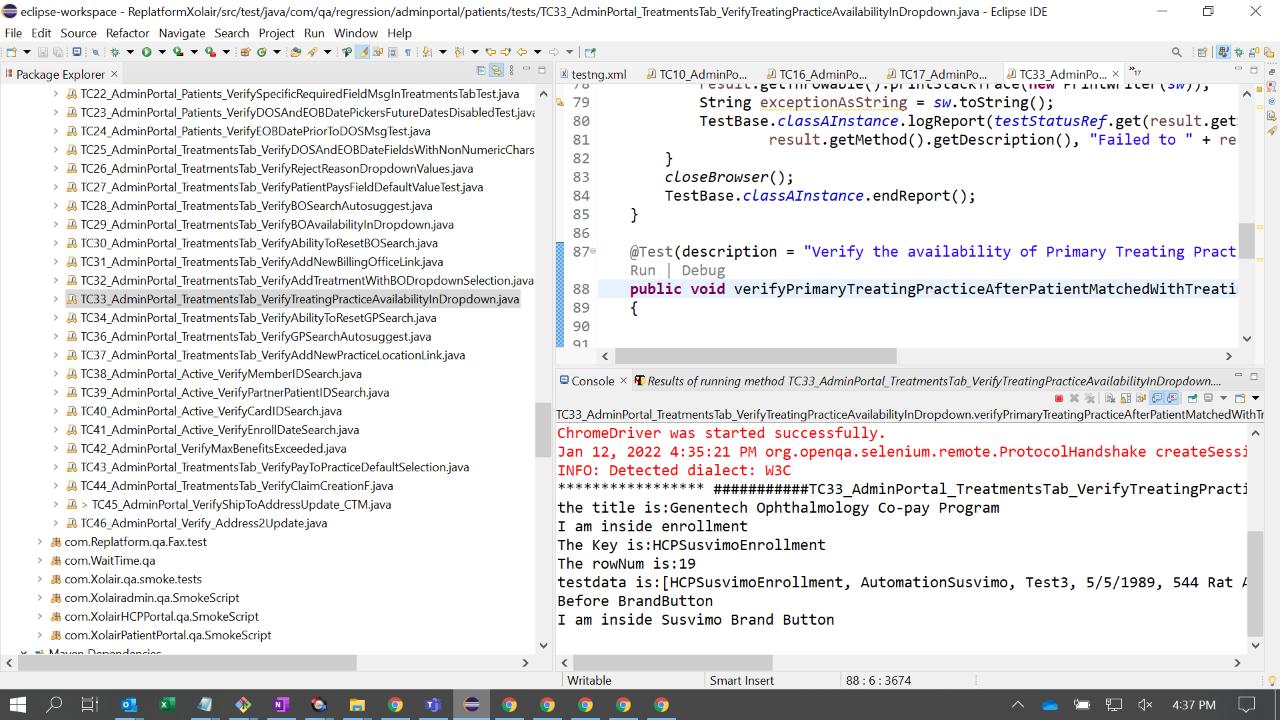 eclipse-workspace - ReplatformXolair/src/test/java/com/qa/regression/adminportal/patients/tests/TC33_AdminPortal_TreatmentsTab_VerifyTreatingPracticeAvailabilityInDropdown.java - Eclipse IDE
File Edit Source Refactor Navigate Search Project Run Window Help
Package Explorer
TC22_AdminPortal_Patients_VerifySpecificRequiredFieldMsgInTreatmentsTabTest.java
TC23_AdminPortal_Patients_VerifyDOSAndEOBDatePickersFutureDatesDisabledTest.java
TC24_AdminPortal_Patients_VerifyEOBDatePriorToDOSMsgTest.java
TC25_AdminPortal_TreatmentsTab_VerifyDOSAndEOBDateFieldsWithNonNumericChars
TC26_AdminPortal_TreatmentsTab_VerifyRejectReasonDropdownValues.java
TC27_AdminPortal_TreatmentsTab_VerifyPatientPaysFieldDefaultValueTest.java
TC28_AdminPortal_TreatmentsTab_VerifyBOSearchAutosuggest.java
TC29_AdminPortal_TreatmentsTab_VerifyBOAvailabilityInDropdown.java
TC30_AdminPortal_TreatmentsTab_VerifyAbilityToResetBOSearch.java
TC31_AdminPortal_TreatmentsTab_VerifyAddNewBillingOfficeLink.java
TC32_AdminPortal_TreatmentsTab_VerifyAddTreatmentWithBODropdownSelection.java
TC33_AdminPortal_TreatmentsTab_VerifyTreatingPracticeAvailabilityInDropdown.java
TC34_AdminPortal_TreatmentsTab_VerifyAbilityToResetGPSearch.java
TC36_AdminPortal_TreatmentsTab_VerifyGPSearchAutosuggest.java
TC37_AdminPortal_TreatmentsTab_VerifyAddNewPracticeLocationLink.java
TC38_AdminPortal_Active_VerifyMemberIDSearch.java
TC39_AdminPortal_Active_VerifyPartnerPatientIDSearch.java
TC40_AdminPortal_Active_VerifyCardIDSearch.java
TC41_AdminPortal_Active_VerifyEnrollDateSearch.java
TC42_AdminPortal_VerifyMaxBenefitsExceeded.java
TC43_AdminPortal_TreatmentsTab_VerifyPayToPracticeDefaultSelection.java
TC44_AdminPortal_TreatmentsTab_VerifyClaimCreationF.java
> TC45_AdminPortal_VerifyShipToAddressUpdate_CTM.java
TC46_AdminPortal_Verify_Address2Update.java
com.Replatform.qa.Fax.test
com.WaitTime.qa
com.Xolair.qa.smoke.tests
com.Xolairadmin.qa.SmokeScript
com.XolairHCPPortal.qa.SmokeScript
com.XolairPatientPortal.qa.SmokeScript
Maven Dependencies
testng.xml TC10_AdminPo... TC16_AdminPo... TC17_AdminPo... TC33_AdminPo... »17
78 result.getThrowable().printStackTrace(new PrintWriter(sw));
79 String exceptionAsString = sw.toString();
80 TestBase.classAInstance.logReport(testStatusRef.get(result.get
81 result.getMethod().getDescription(), "Failed to " + re
82 }
83 closeBrowser();
84 TestBase.classAInstance.endReport();
85 }
86
87 @Test(description = "Verify the availability of Primary Treating Pract
Run | Debug
88 public void verifyPrimaryTreatingPracticeAfterPatientMatchedWithTreati
89 {
90
91
Console Results of running method TC33_AdminPortal_TreatmentsTab_VerifyTreatingPracticeAvailabilityInDropdown....
TC33_AdminPortal_TreatmentsTab_VerifyTreatingPracticeAvailabilityInDropdown.verifyPrimaryTreatingPracticeAfterPatientMatchedWithTr
ChromeDriver was started successfully.
Jan 12, 2022 4:35:21 PM org.openqa.selenium.remote.ProtocolHandshake createSessi
INFO: Detected dialect: W3C
***************** ###########TC33_AdminPortal_TreatmentsTab_VerifyTreatingPracti
the title is:Genentech Ophthalmology Co-pay Program
I am inside enrollment
The Key is:HCPSusvimoEnrollment
The rowNum is:19
testdata is:[HCPSusvimoEnrollment, AutomationSusvimo, Test3, 5/5/1989, 544 Rat A
Before BrandButton
I am inside Susvimo Brand Button
Writable Smart Insert 88 : 6 : 3674
4:37 PM